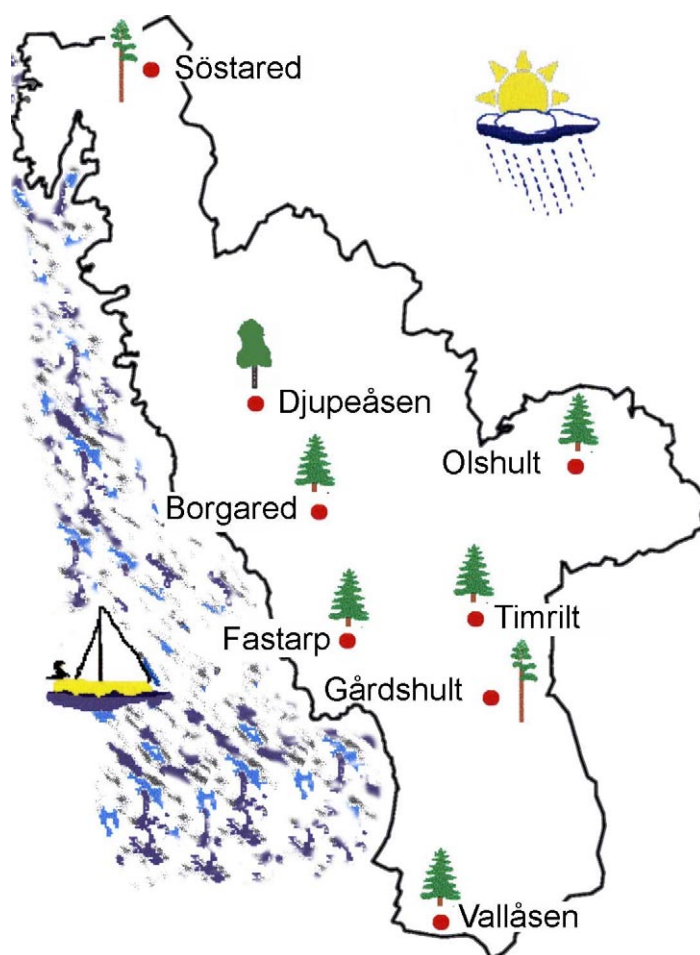 Söstared
Djupeåsen
Olshult
Borgared
Timrilt
Fastarp
Gårdshult
Vallåsen